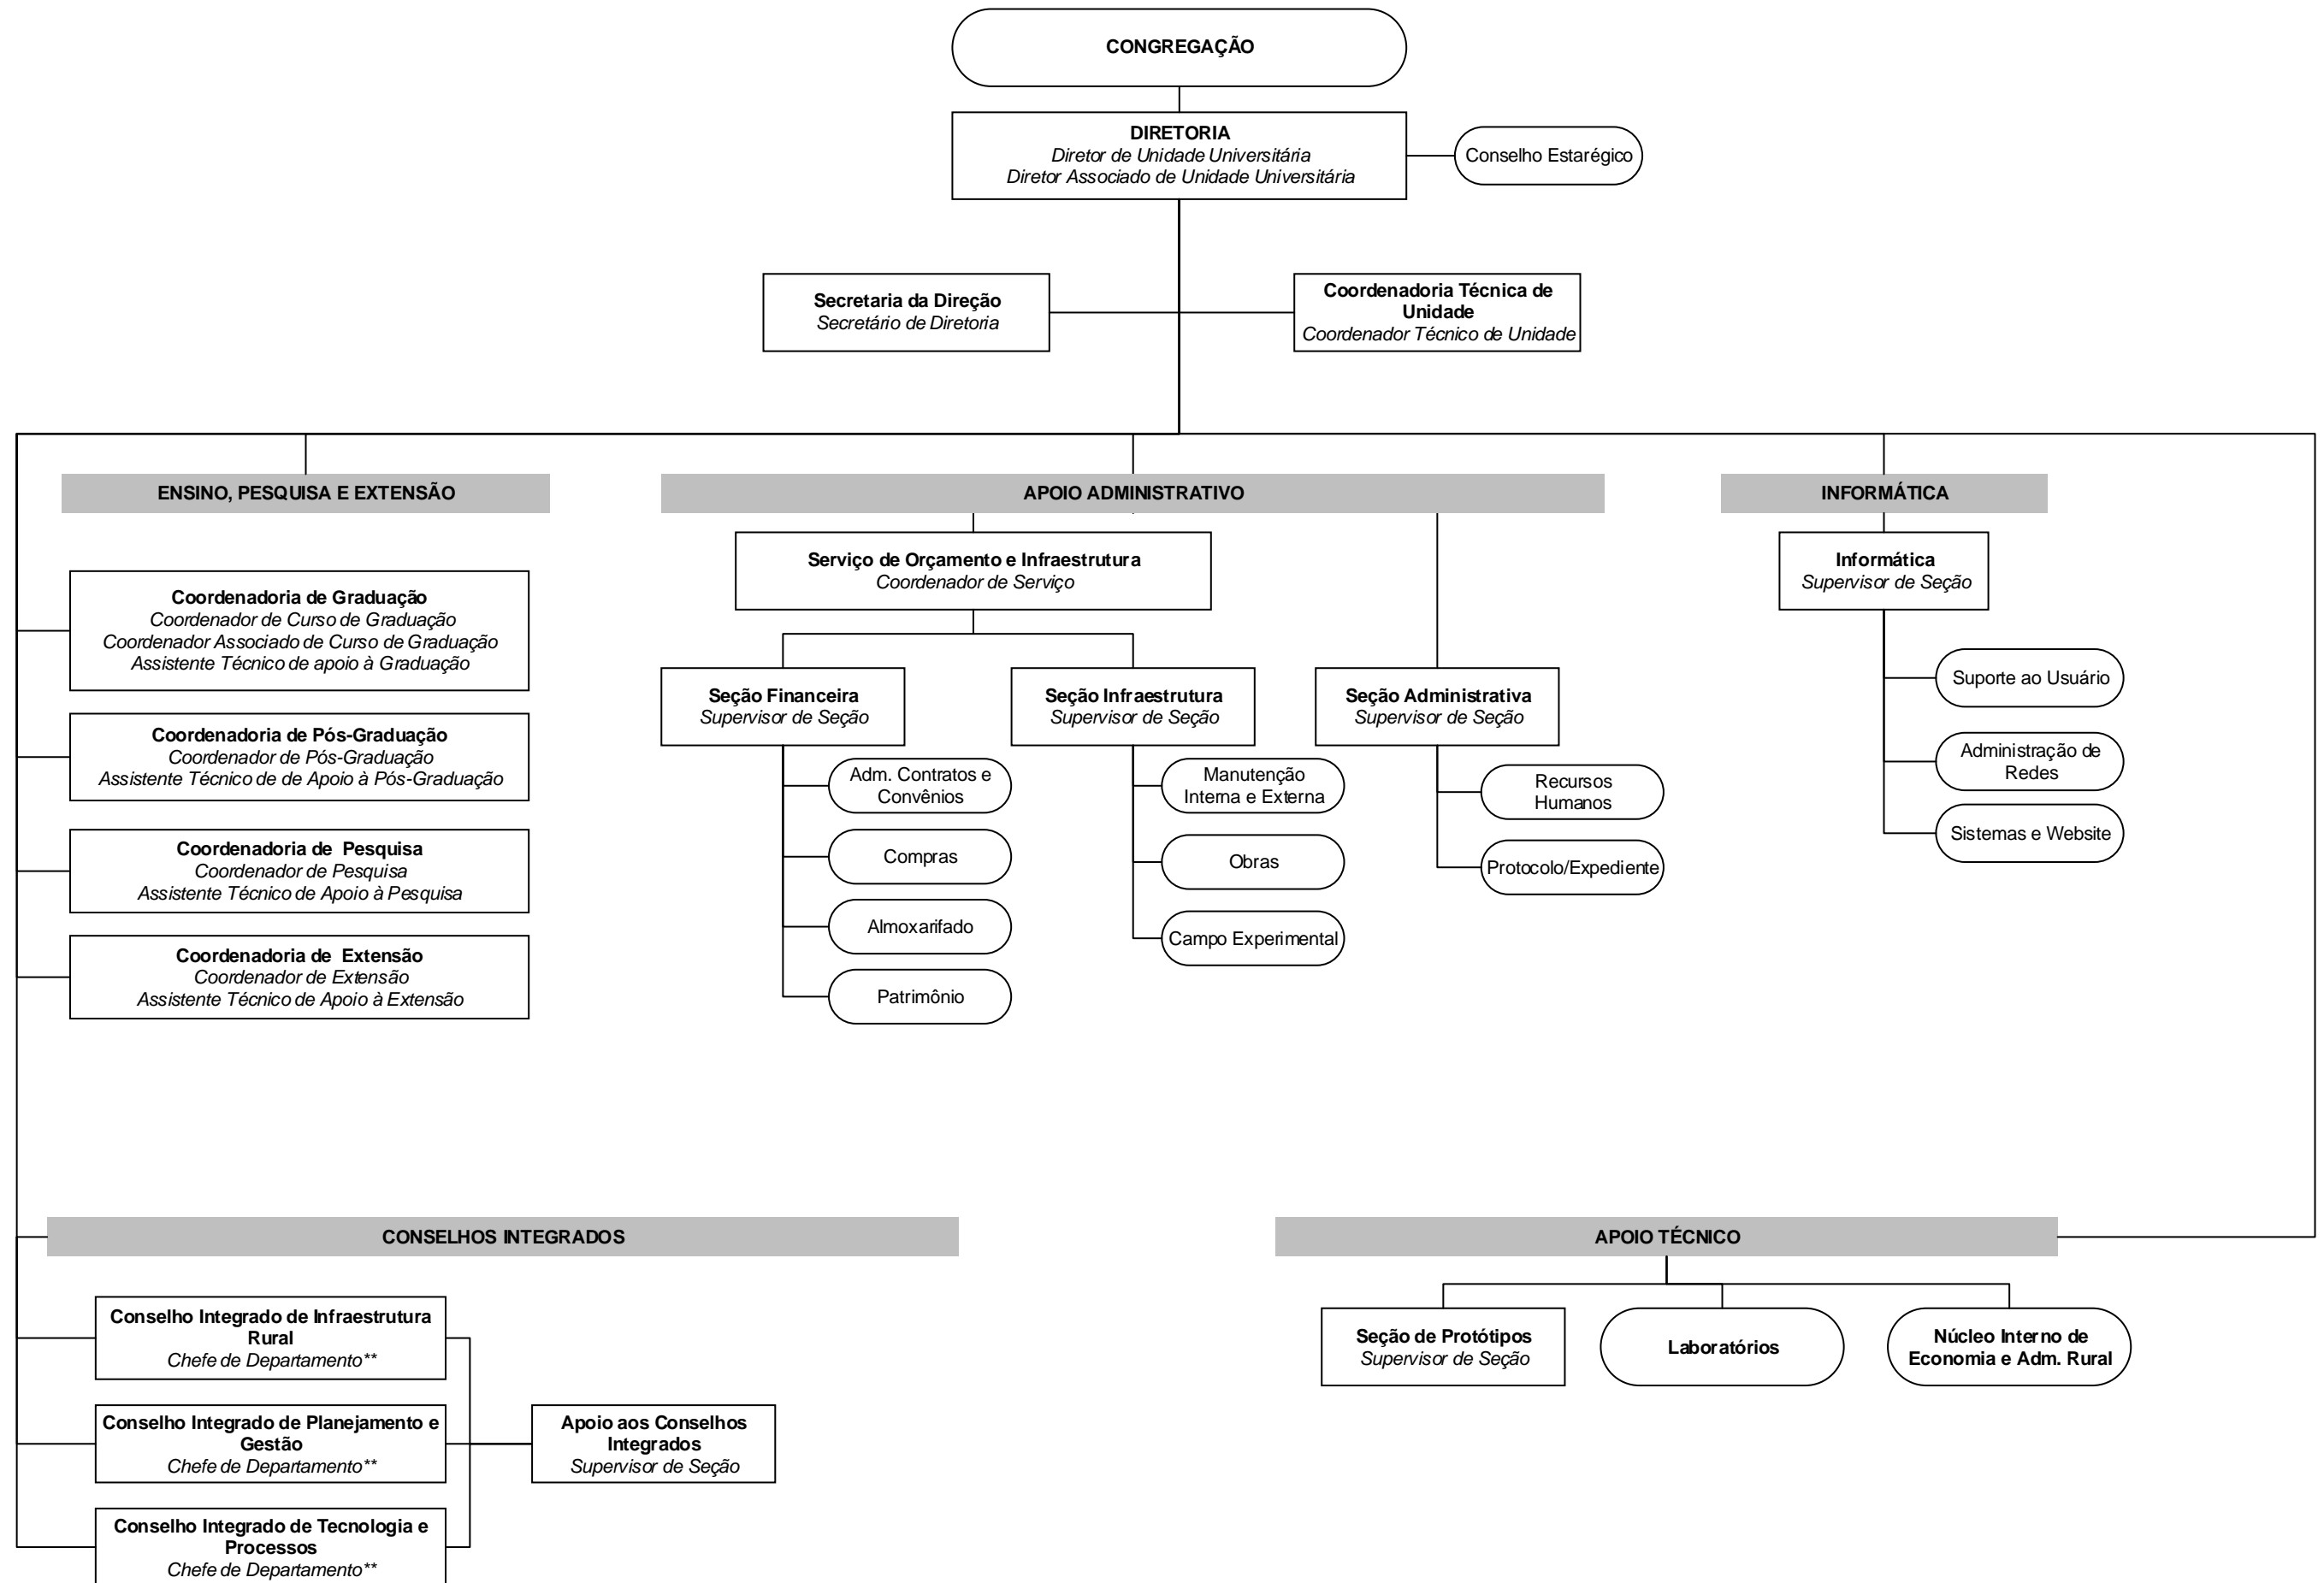 CONGREGAÇÃO
DIRETORIA
Diretor de Unidade Universitária
Diretor Associado de Unidade Universitária
Conselho Estarégico
Secretaria da Direção
Secretário de Diretoria
Coordenadoria Técnica de
Unidade
Coordenador Técnico de Unidade
ENSINO, PESQUISA E EXTENSÃO
Coordenadoria de Graduação
Coordenador de Curso de Graduação
Coordenador Associado de Curso de Graduação
Assistente Técnico de apoio à Graduação
Coordenadoria de Pós-Graduação
Coordenador de Pós-Graduação
Assistente Técnico de de Apoio à Pós-Graduação
Coordenadoria de Pesquisa
Coordenador de Pesquisa
Assistente Técnico de Apoio à Pesquisa
Coordenadoria de Extensão
Coordenador de Extensão
Assistente Técnico de Apoio à Extensão
APOIO ADMINISTRATIVO
Serviço de Orçamento e Infraestrutura
Coordenador de Serviço
Seção Financeira
Supervisor de Seção
Adm. Contratos e
Convênios
Compras
Almoxarifado
Patrimônio
Seção Infraestrutura
Supervisor de Seção
Manutenção
Interna e Externa
Obras
Campo Experimental
Seção Administrativa
Supervisor de Seção
Recursos
Humanos
Protocolo/Expediente
INFORMÁTICA
Informática
Supervisor de Seção
Suporte ao Usuário
Administração de
Redes
Sistemas e Website
CONSELHOS INTEGRADOS
Conselho Integrado de Infraestrutura
Rural
Chefe de Departamento**
Conselho Integrado de Planejamento e
Gestão
Chefe de Departamento**
Conselho Integrado de Tecnologia e
Processos
Chefe de Departamento**
Apoio aos Conselhos
Integrados
Supervisor de Seção
APOIO TÉCNICO
Seção de Protótipos
Supervisor de Seção
Laboratórios
Núcleo Interno de
Economia e Adm. Rural